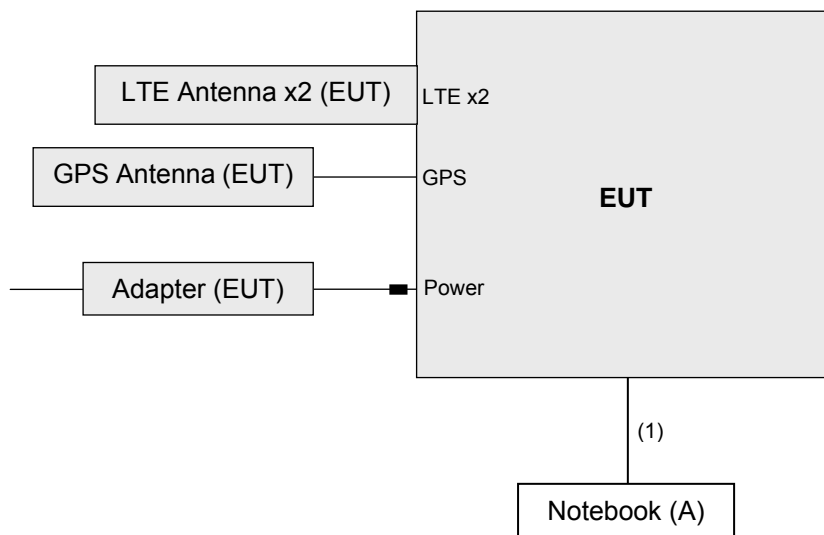 LTE Antenna x2 (EUT)
LTE x2
GPS Antenna (EUT)
GPS
EUT
Adapter (EUT)
Power
(1)
Notebook (A)